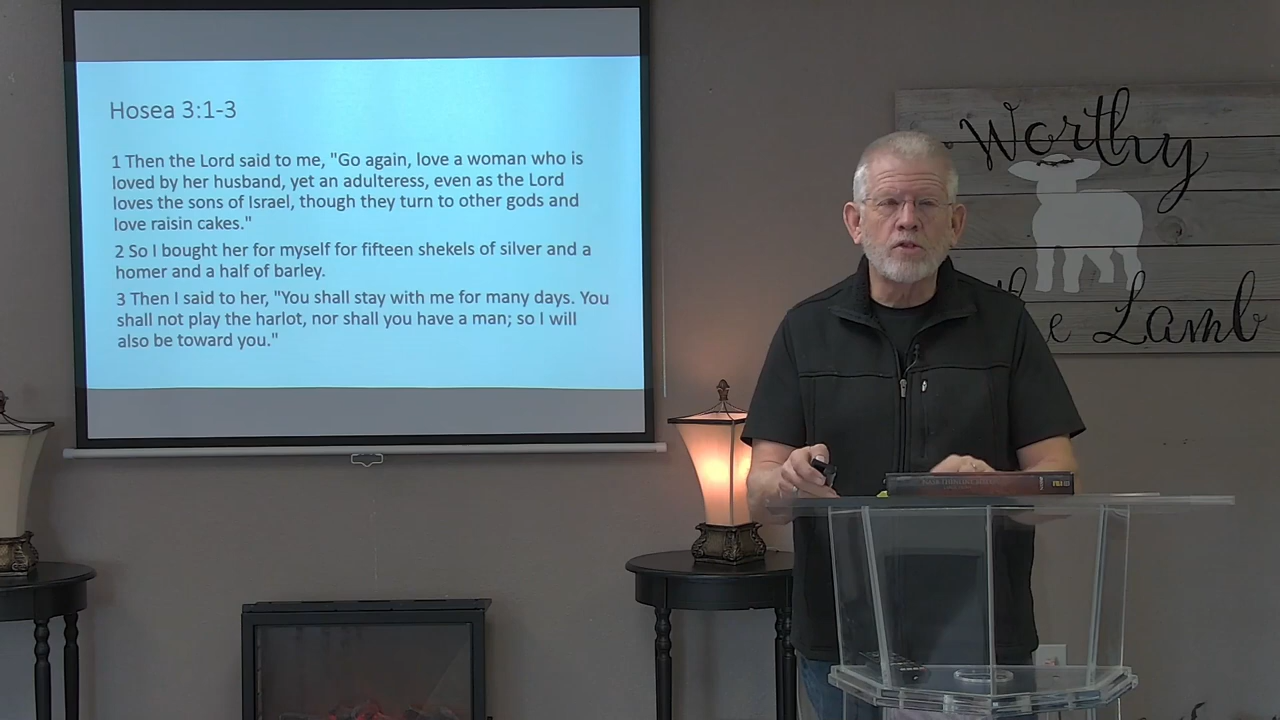 Hosea 3:1-3
1 Then the Lord said to me, "Go again, love a woman who is
loved by her husband, yet an adulteress, even as the Lord
loves the sons of Israel, though they turn to other gods and
love raisin cakes."
2 So I bought her for myself for fifteen shekels of silver and a
homer and a half of barley.
3 Then I said to her, "You shall stay with me for many days. You
shall not play the harlot, nor shall you have a man; so I will
also be toward you."
Worthy
Lamb